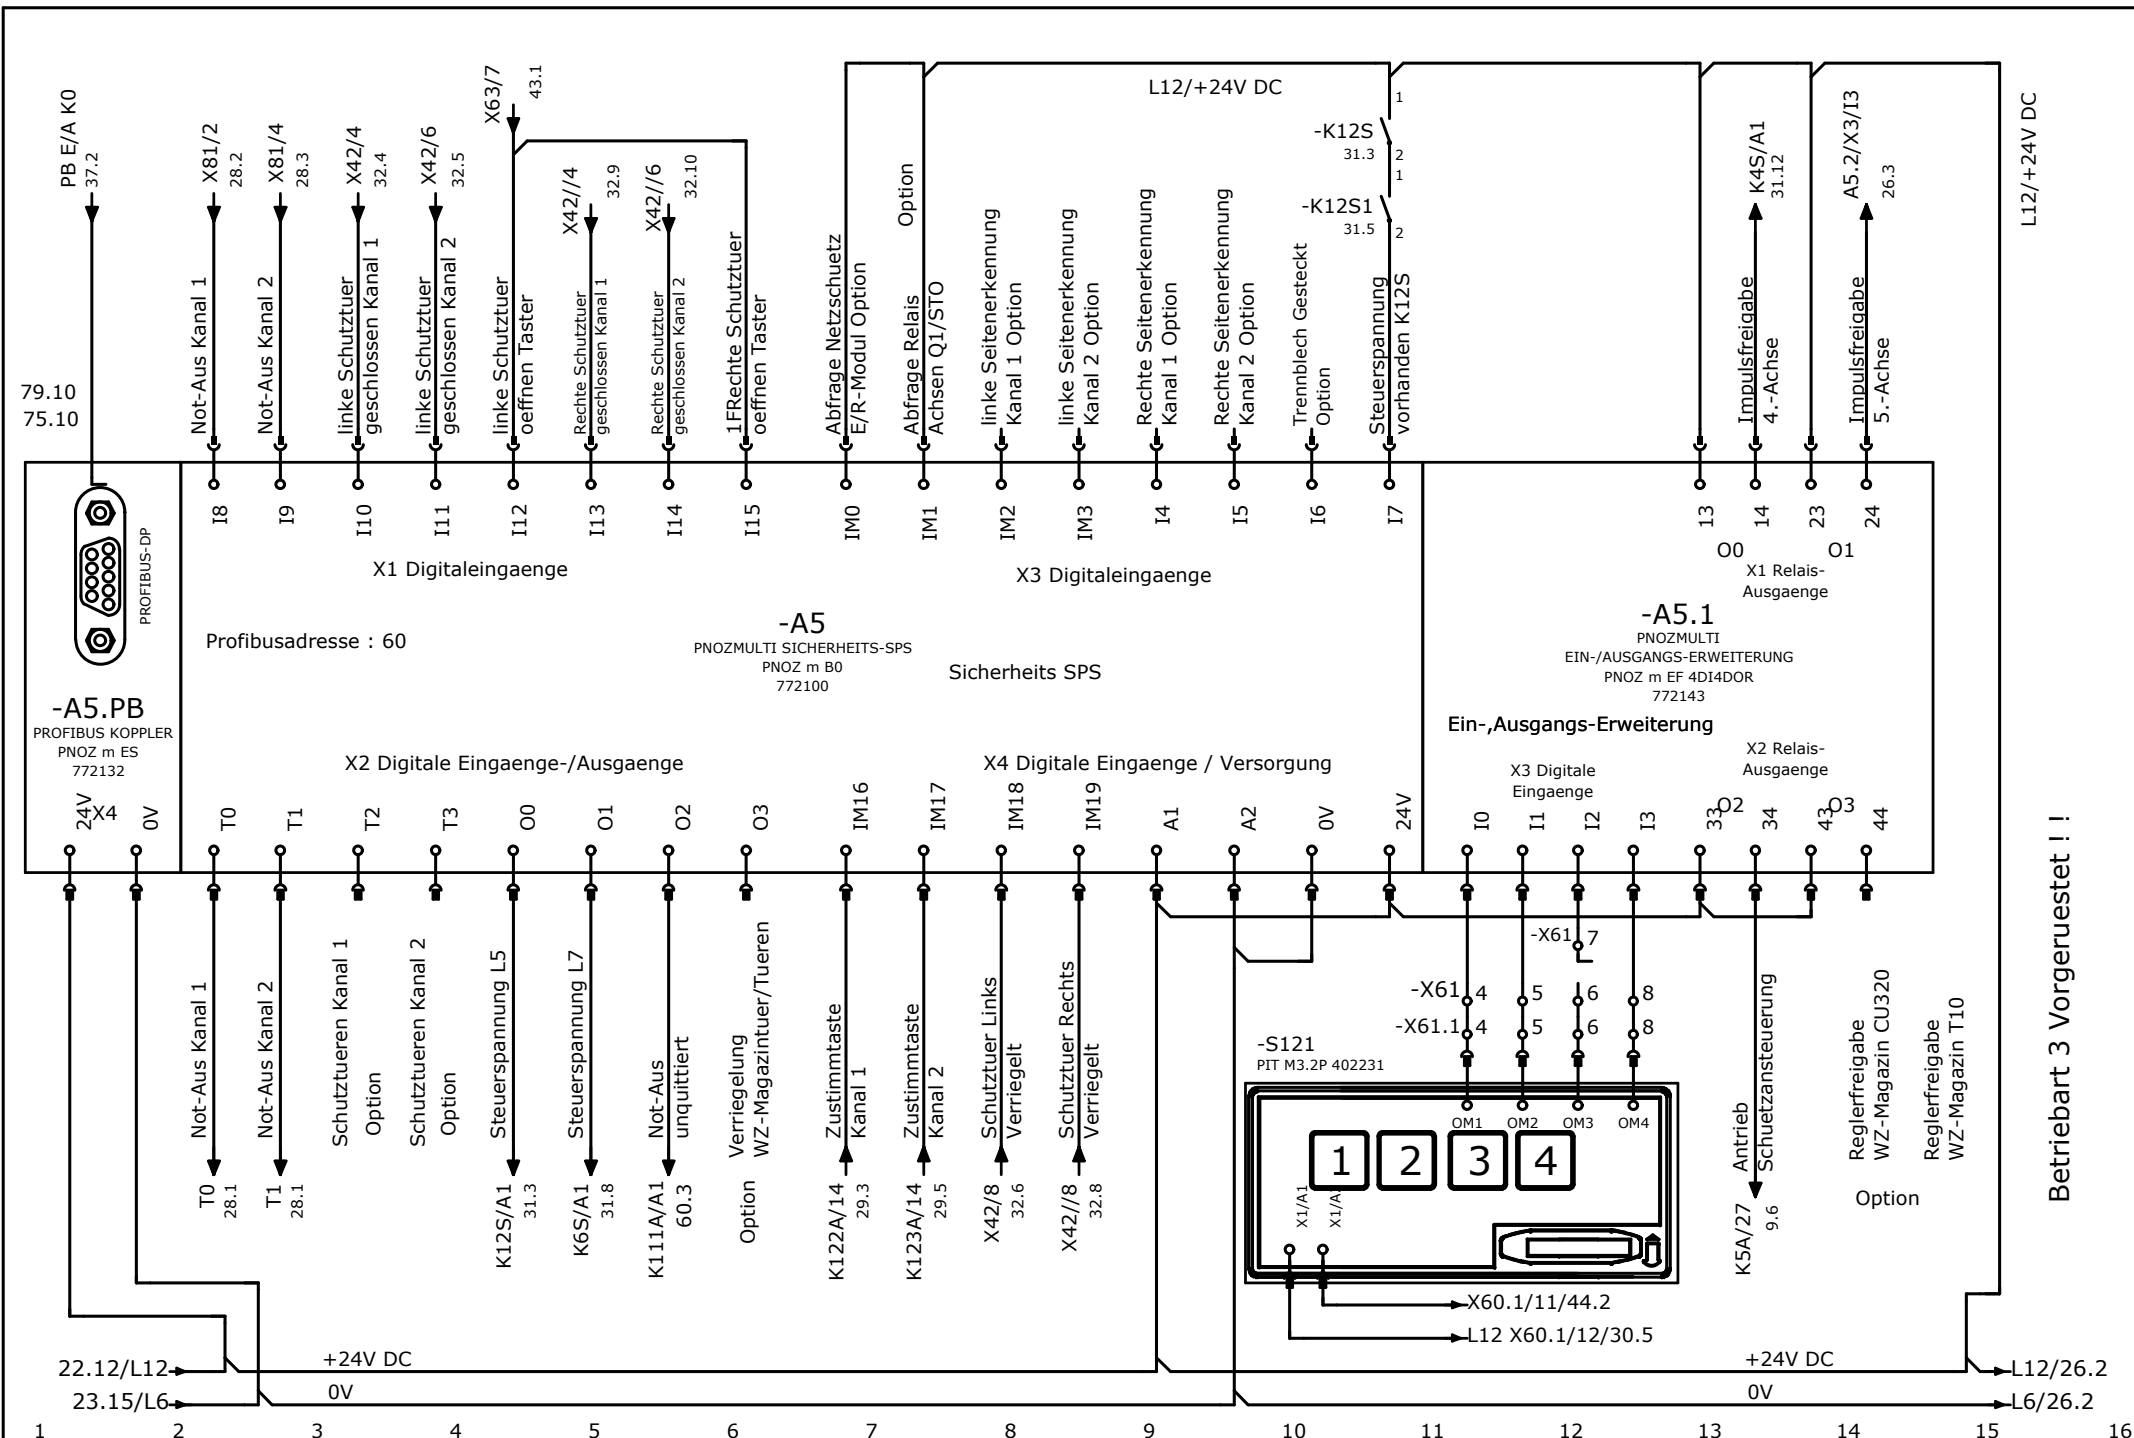 PB E/A K0
37.2
X81/2
28.2
X81/4
28.3
X42/4
32.4
X42/6
32.5
X63/7
43.1
X42//4
32.9
X42//6
32.10
L12/+24V DC
-K12S
31.3
1
2
-K12S1
31.5
1
2
K4S/A1
31.12
A5.2/X3/I3
26.3
L12/+24V DC
79.10
75.10
Not-Aus Kanal 1
Not-Aus Kanal 2
linke Schutztuer
geschlossen Kanal 1
linke Schutztuer
geschlossen Kanal 2
linke Schutztuer
oeffnen Taster
Rechte Schutztuer
geschlossen Kanal 1
Rechte Schutztuer
geschlossen Kanal 2
1FRechte Schutztuer
oeffnen Taster
Abfrage Netzschuetz
E/R-Modul Option
Abfrage Relais
Achsen Q1/STO
Option
linke Seitenerkennung
Kanal 1 Option
linke Seitenerkennung
Kanal 2 Option
Rechte Seitenerkennung
Kanal 1 Option
Rechte Seitenerkennung
Kanal 2 Option
Trennblech Gesteckt
Option
Steuerspannung
vorhanden K12S
Impulsfreigabe
4.-Achse
Impulsfreigabe
5.-Achse
I8
I9
I10
I11
I12
I13
I14
I15
IM0
IM1
IM2
IM3
I4
I5
I6
I7
13
14
23
24
O0
O1
PROFIBUS-DP
X1 Digitaleingaenge
X3 Digitaleingaenge
X1 Relais-
Ausgaenge
Profibusadresse : 60
-A5
PNOZMULTI SICHERHEITS-SPS
PNOZ m B0
772100
Sicherheits SPS
-A5.1
PNOZMULTI
EIN-/AUSGANGS-ERWEITERUNG
PNOZ m EF 4DI4DOR
772143
Ein-,Ausgangs-Erweiterung
-A5.PB
PROFIBUS KOPPLER
PNOZ m ES
772132
X2 Digitale Eingaenge-/Ausgaenge
X4 Digitale Eingaenge / Versorgung
X3 Digitale
Eingaenge
X2 Relais-
Ausgaenge
24V
X4
0V
T0
T1
T2
T3
O0
O1
O2
O3
IM16
IM17
IM18
IM19
A1
A2
0V
24V
I0
I1
I2
I3
33
O2
34
43
O3
44
Not-Aus Kanal 1
Not-Aus Kanal 2
Schutztueren Kanal 1
Option
Schutztueren Kanal 2
Option
Steuerspannung L5
Steuerspannung L7
Not-Aus
unquittiert
Verriegelung
WZ-Magazintuer/Tueren
Option
Zustimmtaste
Kanal 1
Zustimmtaste
Kanal 2
Schutztuer Links
Verriegelt
Schutztuer Rechts
Verriegelt
T0
28.1
T1
28.1
K12S/A1
31.3
K6S/A1
31.8
K111A/A1
60.3
K122A/14
29.3
K123A/14
29.5
X42/8
32.6
X42//8
32.8
-X61 7
-X61 4 5 6 8
-X61.1 4 5 6 8
-S121
PIT M3.2P 402231
OM1 OM2 OM3 OM4
1 2 3 4
X1/A1
Antrieb
Schuetzansteuerung
K5A/27
9.6
Reglerfreigabe
WZ-Magazin CU320
Reglerfreigabe
WZ-Magazin T10
Option
Betriebart 3 Vorgeruestet ! !
X60.1/11/44.2
L12 X60.1/12/30.5
22.12/L12
+24V DC
+24V DC
L12/26.2
23.15/L6
0V
0V
L6/26.2
1 2 3 4 5 6 7 8 9 10 11 12 13 14 15 16